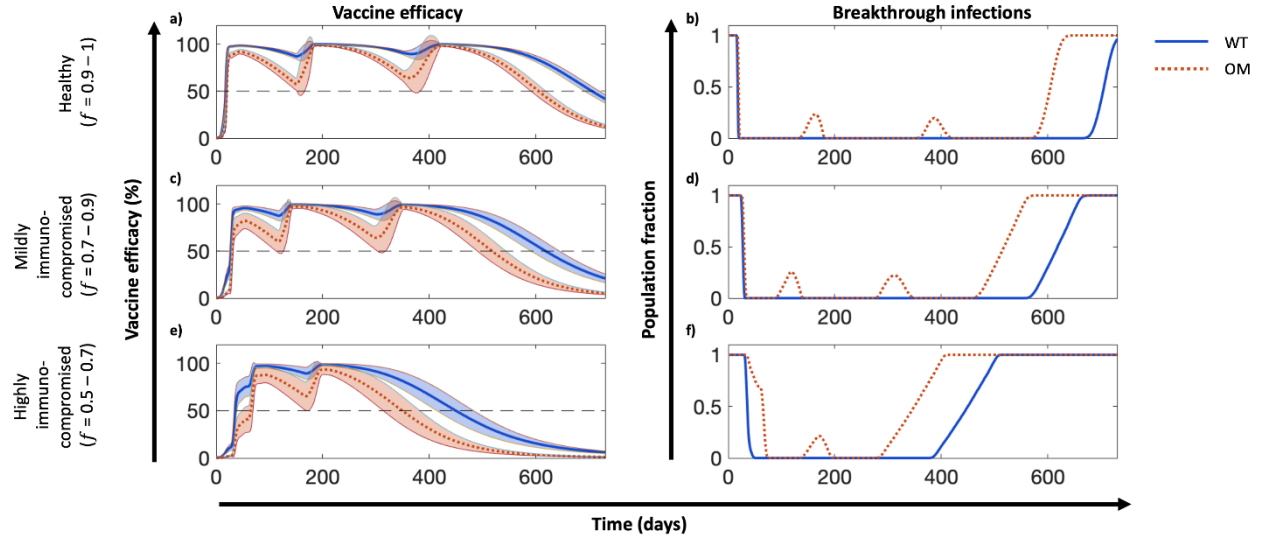 Vaccine efficacy
Breakthrough infections
a)
b)
WT
OM
Healthy
(f = 0.9 – 1)
100
50
0
0
200
400
600
1
0.5
0
0
200
400
600
c)
d)
Mildly
immuno-
compromised
(f = 0.7 – 0.9)
Vaccine efficacy (%)
100
50
0
0
200
400
600
Population fraction
1
0.5
0
0
200
400
600
e)
f)
Highly
immuno-
compromised
(f = 0.5 – 0.7)
100
50
0
0
200
400
600
1
0.5
0
0
200
400
600
Time (days)